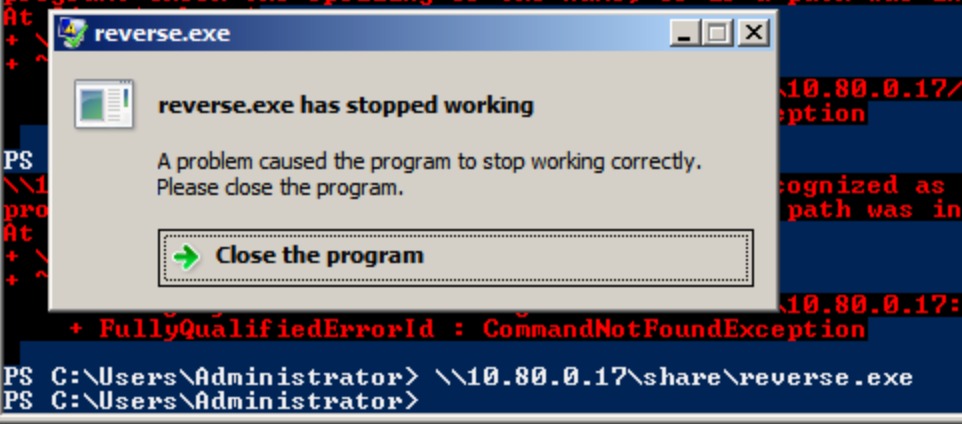 At
+ \
reverse.exe
+ ~
reverse.exe has stopped working
\10.80.0.17/
eption
PS
A problem caused the program to stop working correctly.
Please close the program.
\\1
ognized as
pro
path was in
At
+ \
Close the program
+ ~
\10.80.0.17:
+ FullyQualifiedErrorId : CommandNotFoundException
PS C:\Users\Administrator> \\10.80.0.17\share\reverse.exe
PS C:\Users\Administrator>